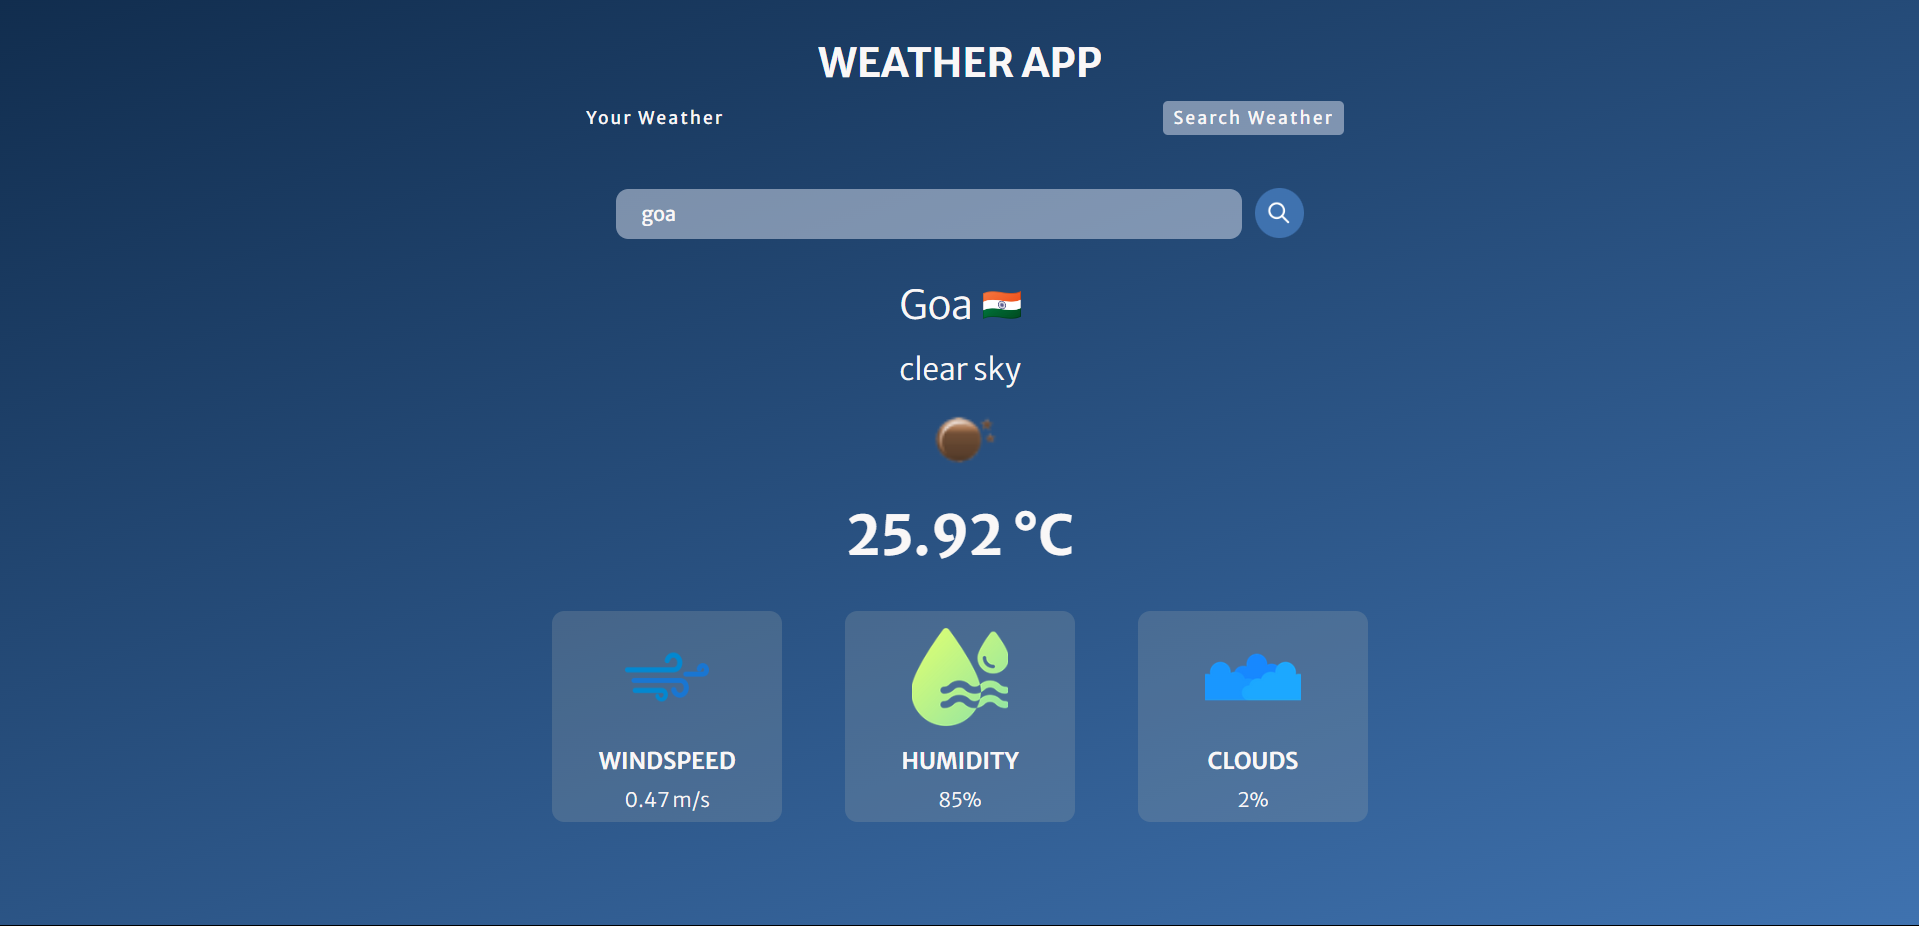 WEATHER APP
Your Weather
Search Weather
goa
Goa
clear sky
25.92 °C
WINDSPEED
0.47 m/s
HUMIDITY
85%
CLOUDS
2%